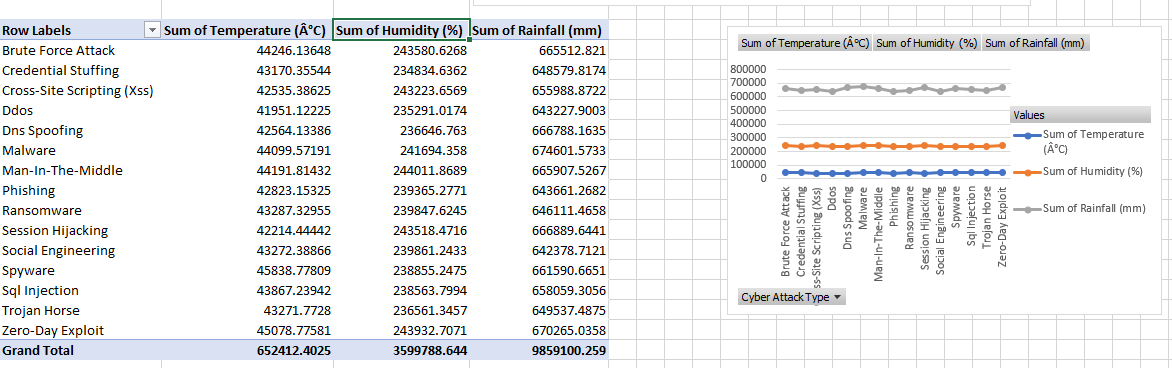 Row Labels Sum of Temperature (Â°C) Sum of Humidity (%) Sum of Rainfall (mm)
Brute Force Attack 44246.13648 243580.6268 665512.821
Credential Stuffing 43170.35544 234834.6362 648579.8174
Cross-Site Scripting (Xss) 42535.38625 243223.6569 655988.8722
Ddos 41951.12225 235291.0174 643227.9003
Dns Spoofing 42564.13386 236646.763 666788.1635
Malware 44099.57191 241694.358 674601.5733
Man-In-The-Middle 44191.81432 244011.8689 665907.5267
Phishing 42823.15325 239365.2771 643661.2682
Ransomware 43287.32955 239847.6245 646111.4658
Session Hijacking 42214.44442 243518.4716 666889.6441
Social Engineering 43272.38866 239861.2433 642378.7121
Spyware 45838.77809 238855.2475 661590.6651
Sql Injection 43867.23942 238563.7994 658059.3056
Trojan Horse 43271.7728 236561.3457 649537.4875
Zero-Day Exploit 45078.77581 243932.7071 670265.0358
Grand Total 652412.4025 3599788.644 9859100.259
Sum of Temperature (Â°C) Sum of Humidity (%) Sum of Rainfall (mm)
800000
700000
600000
500000
400000
300000
200000
100000
0
Brute Force Attack
Credential Stuffing
ss-Site Scripting (Xss)
Ddos
Dns Spoofing
Malware
Man-In-The-Middle
Phishing
Ransomware
Session Hijacking
Social Engineering
Spyware
Sql Injection
Trojan Horse
Zero-Day Exploit
Values
Sum of Temperature
(Â°C)
Sum of Humidity (%)
Sum of Rainfall (mm)
Cyber Attack Type